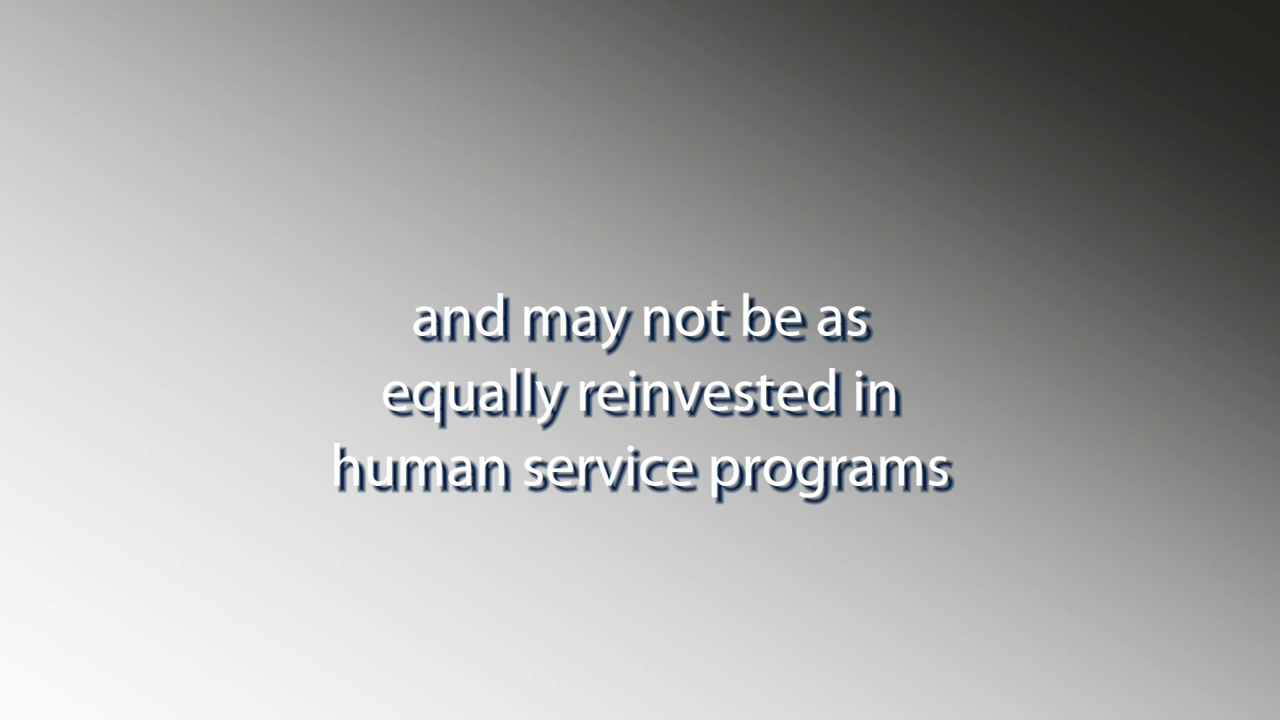 and may not be as
equally reinvested in
human service programs